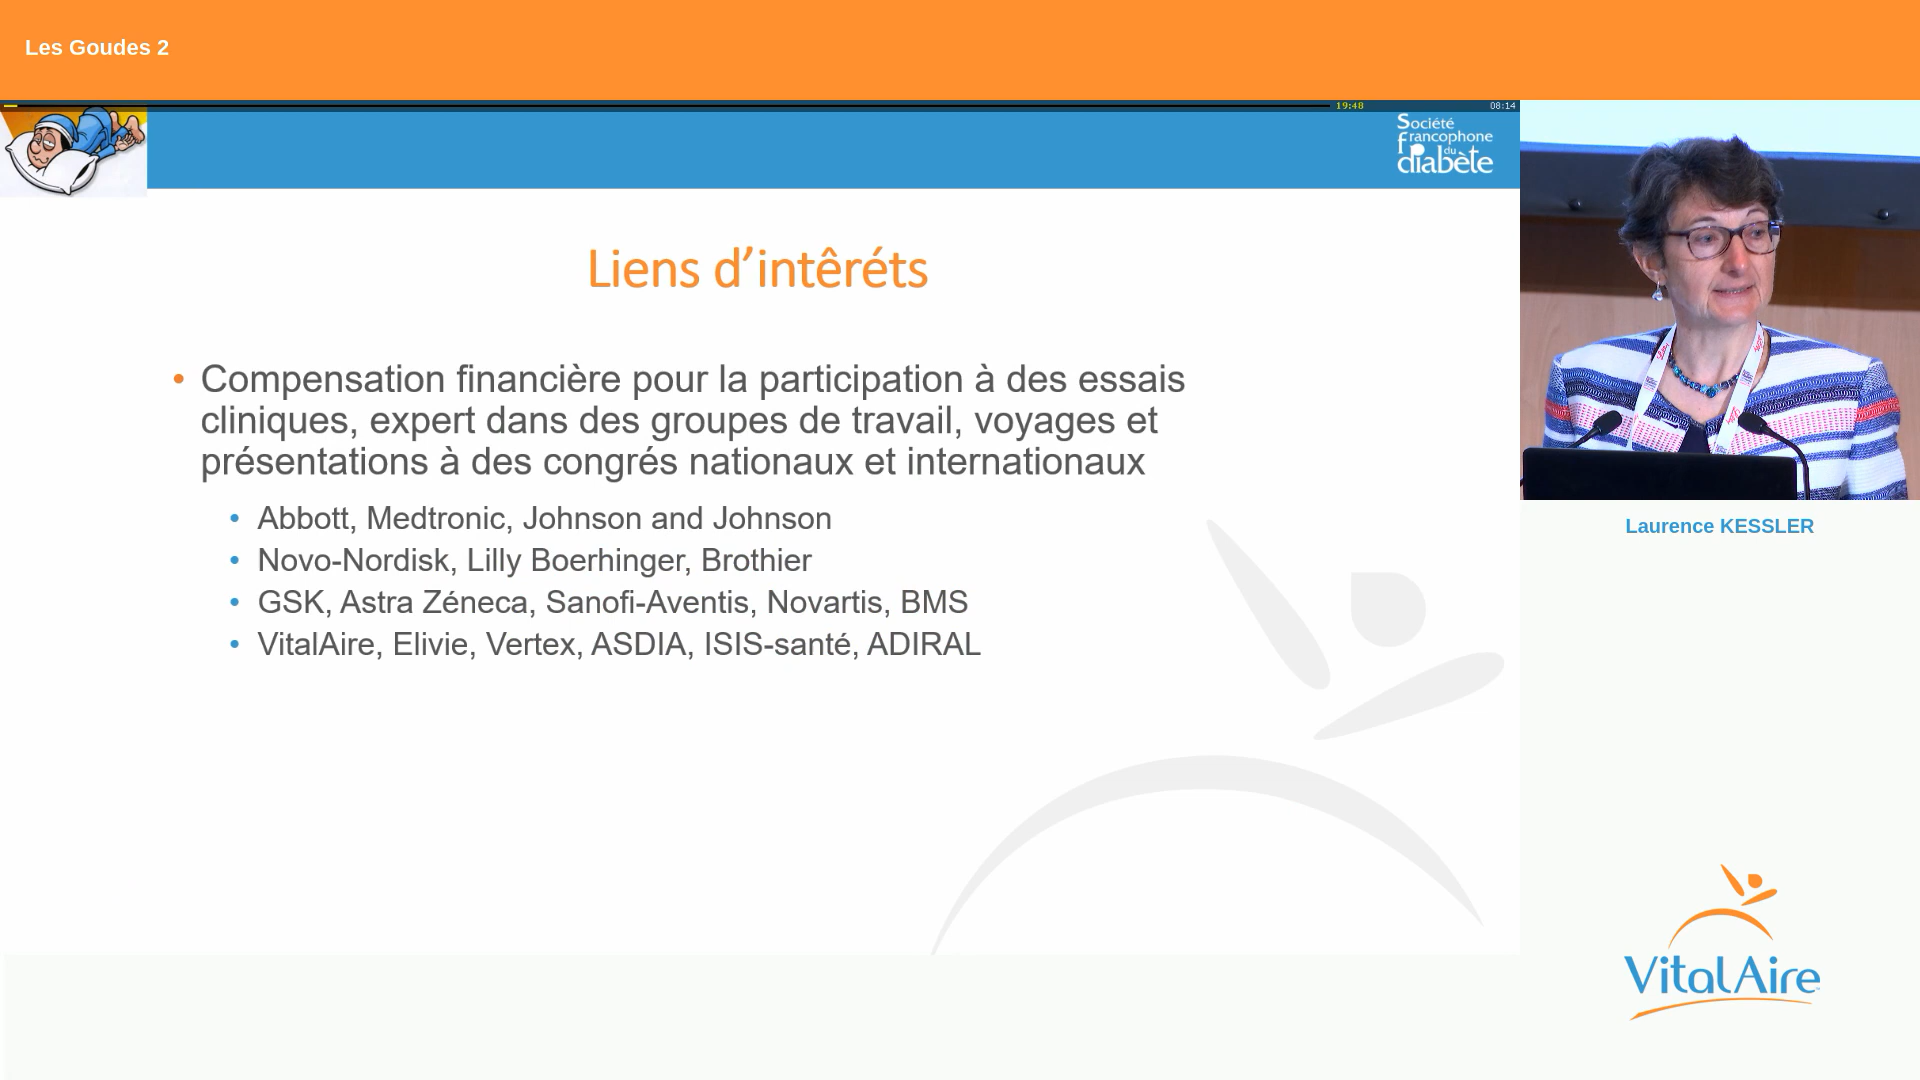 Les Goudes 2
19:48
08:14
Société
francophone
du
diabète
Liens d’intêréts
• Compensation financière pour la participation à des essais
cliniques, expert dans des groupes de travail, voyages et
présentations à des congrés nationaux et internationaux
• Abbott, Medtronic, Johnson and Johnson
• Novo-Nordisk, Lilly Boerhinger, Brothier
• GSK, Astra Zéneca, Sanofi-Aventis, Novartis, BMS
• VitalAire, Elivie, Vertex, ASDIA, ISIS-santé, ADIRAL
Laurence KESSLER
VitalAire